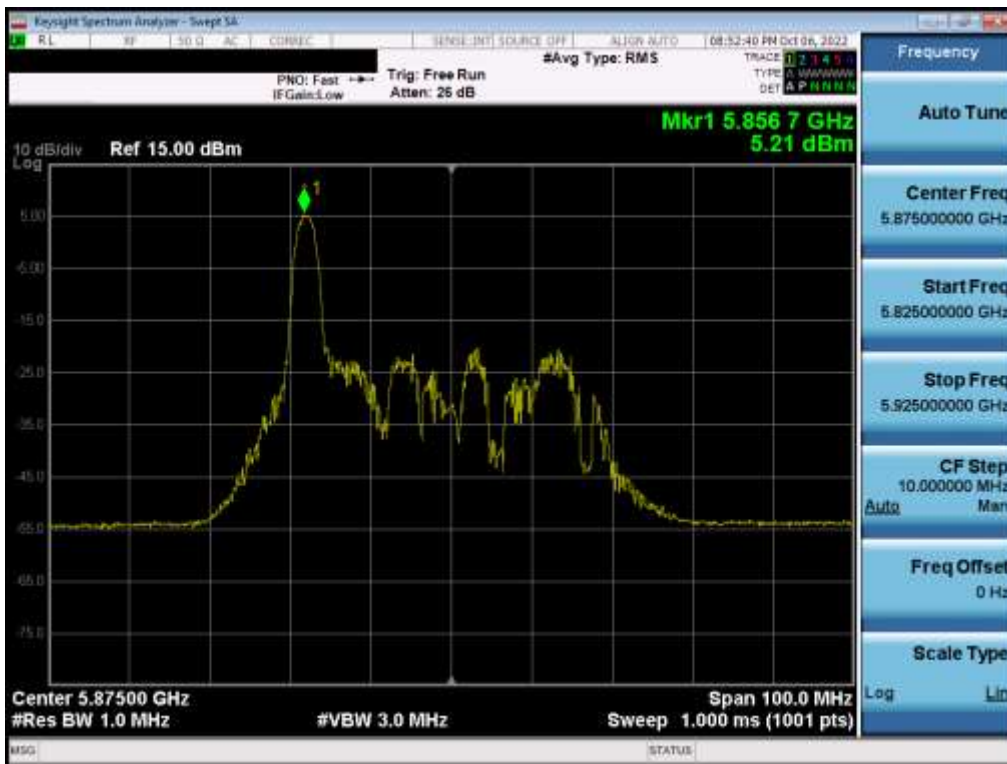 Keysight Spectrum Analyzer - Swept SA
RL RF 50 Ω AC CORREC SENSE:INT SOURCE OFF ALIGN AUTO 08:52:40 PM Oct 06, 2022
#Avg Type: RMS
TRACE 1 2 3 4 5 6
PNO: Fast Trig: Free Run
TYPE A WWWWW
IFGain:Low Atten: 26 dB
DET A P N N N N
Mkr1 5.856 7 GHz
5.21 dBm
10 dB/div Ref 15.00 dBm
Log
1
5.00
-5.00
-15.0
-25.0
-35.0
-45.0
-55.0
-65.0
-75.0
Center 5.87500 GHz Span 100.0 MHz
#Res BW 1.0 MHz #VBW 3.0 MHz Sweep 1.000 ms (1001 pts)
MSG STATUS
Frequency
Auto Tune
Center Freq
5.875000000 GHz
Start Freq
5.825000000 GHz
Stop Freq
5.925000000 GHz
CF Step
10.000000 MHz
Auto Man
Freq Offset
0 Hz
Scale Type
Log Lin